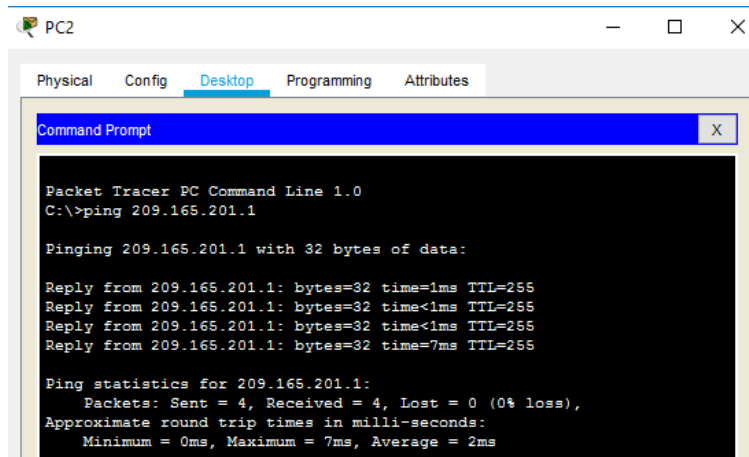 PC2
Physical Config Desktop Programming Attributes
Command Prompt X
Packet Tracer PC Command Line 1.0
C:\>ping 209.165.201.1
Pinging 209.165.201.1 with 32 bytes of data:
Reply from 209.165.201.1: bytes=32 time=1ms TTL=255
Reply from 209.165.201.1: bytes=32 time<1ms TTL=255
Reply from 209.165.201.1: bytes=32 time<1ms TTL=255
Reply from 209.165.201.1: bytes=32 time=7ms TTL=255
Ping statistics for 209.165.201.1:
Packets: Sent = 4, Received = 4, Lost = 0 (0% loss),
Approximate round trip times in milli-seconds:
Minimum = 0ms, Maximum = 7ms, Average = 2ms